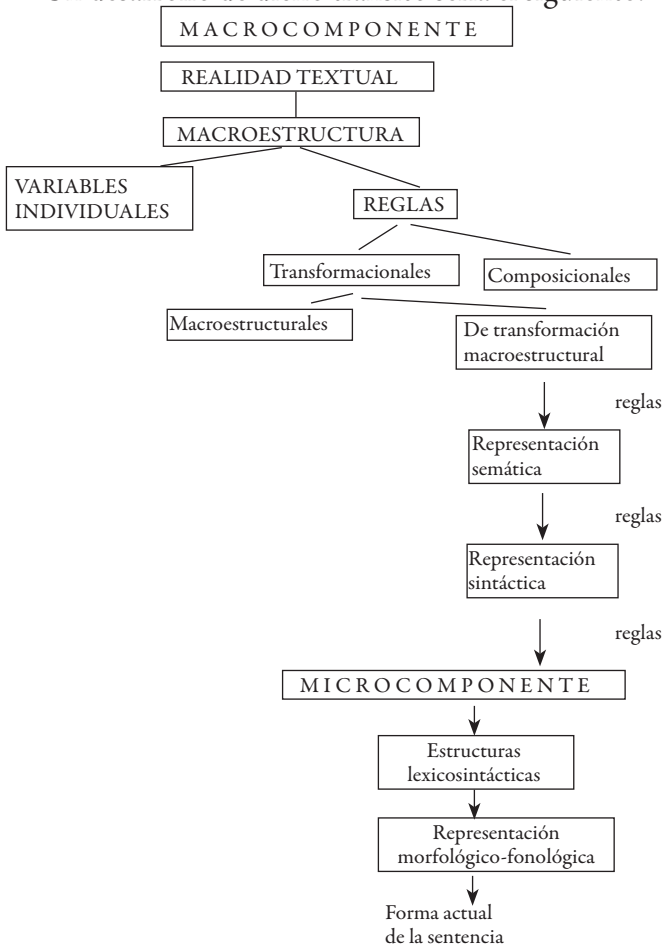 MACROCOMPONENTE
REALIDAD TEXTUAL
MACROESTRUCTURA
VARIABLES
INDIVIDUALES
REGLAS
Transformacionales
Composicionales
Macroestructurales
De transformación
macroestructural
reglas
Representación
semática
reglas
Representación
sintáctica
reglas
MICROCOMPONENTE
Estructuras
lexicosintácticas
Representación
morfológico-fonológica
Forma actual
de la sentencia